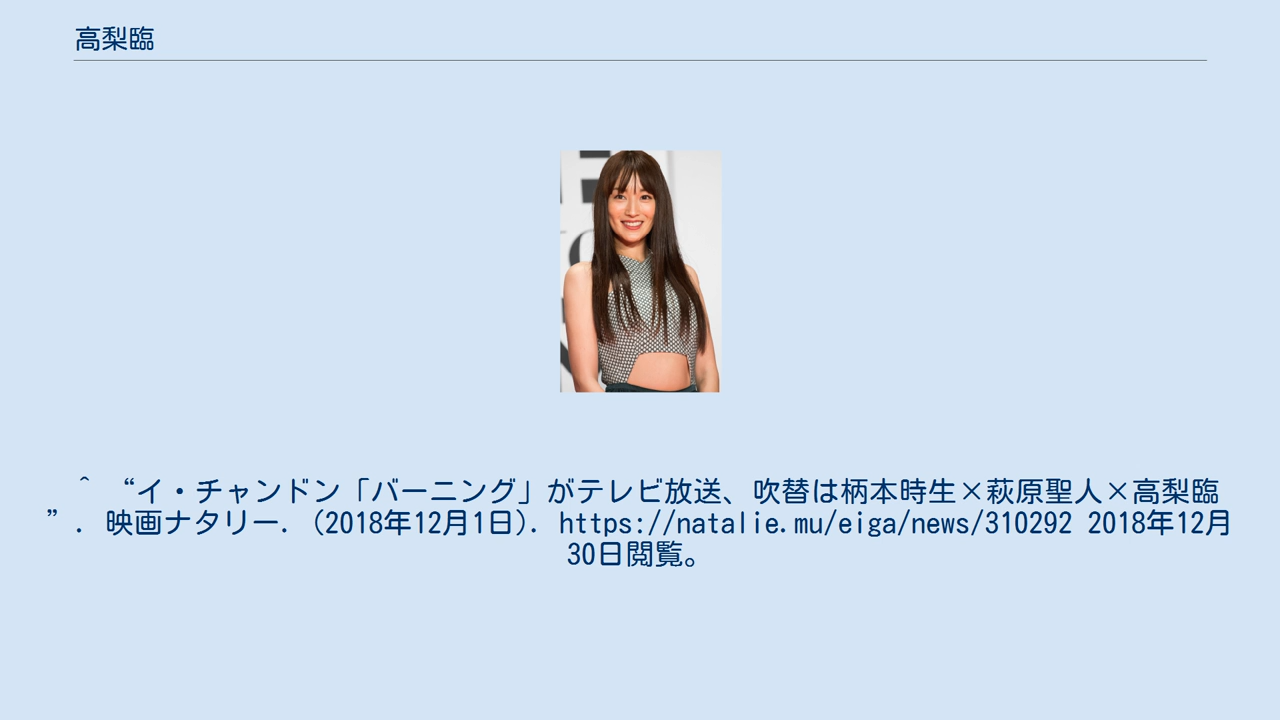 高梨臨
^ “イ・チャンドン「バーニング」がテレビ放送、吹替は柄本時生×萩原聖人×高梨臨
”. 映画ナタリー. (2018年12月1日). https://natalie.mu/eiga/news/310292 2018年12月
30日閲覧。